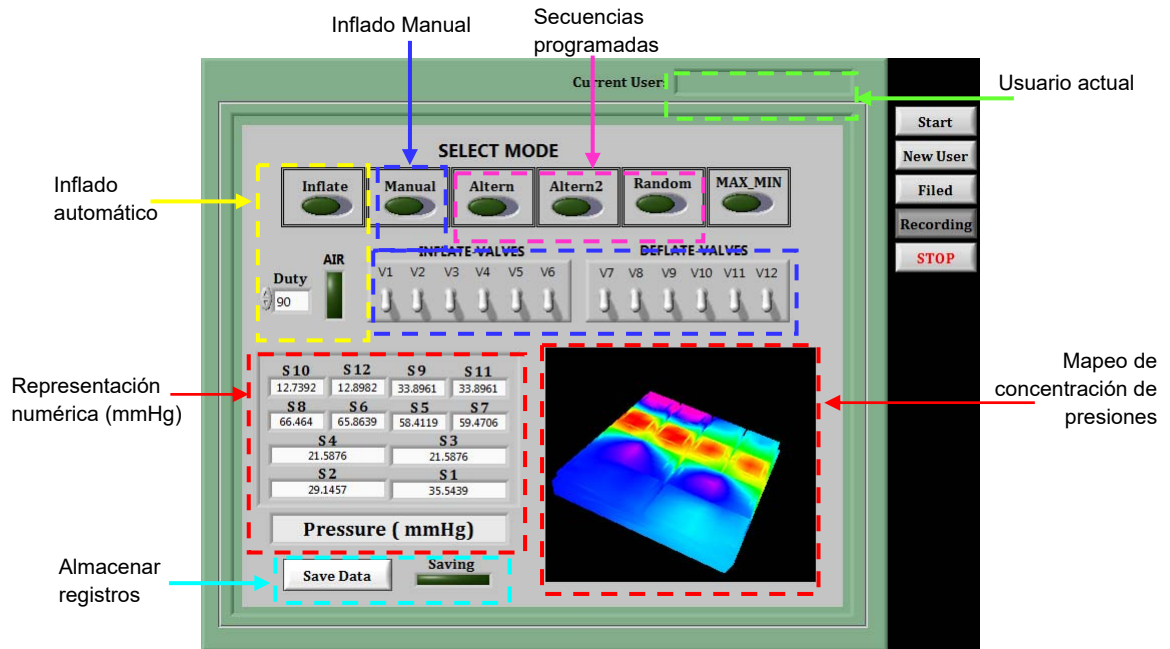 Inflado Manual
Secuencias
programadas
Current User:
Usuario actual
Start
New User
Filed
Recording
STOP
SELECT MODE
Inflado
automático
Inflate
Manual
Altern
Altern2
Random
MAX_MIN
INFLATE VALVES
DEFLATE VALVES
AIR
Duty
90
V1 V2 V3 V4 V5 V6
V7 V8 V9 V10 V11 V12
Representación
numérica (mmHg)
S10 S12 S9 S11
12.7392 12.8982 33.8961 33.8961
S8 S6 S5 S7
66.464 65.8639 58.4119 59.4706
S4 S3
21.5876 21.5876
S2 S1
29.1457 35.5439
Pressure ( mmHg)
Mapeo de
concentración de
presiones
Almacenar
registros
Save Data
Saving